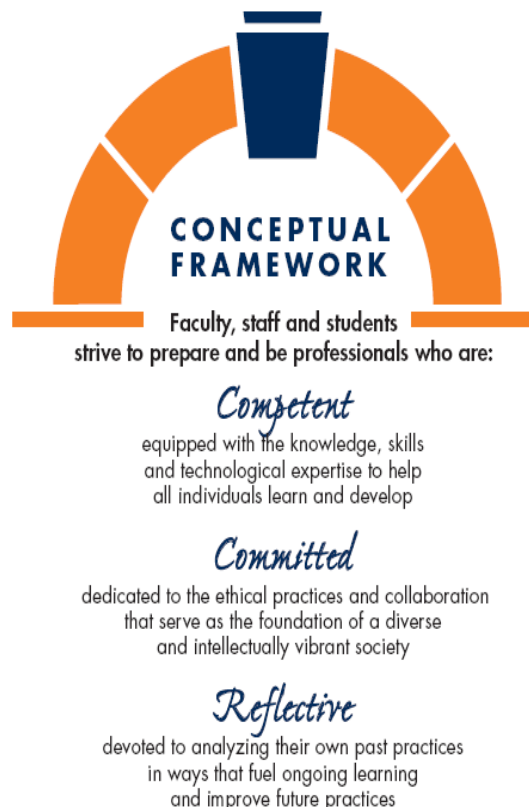 CONCEPTUAL
FRAMEWORK
Faculty, staff and students
strive to prepare and be professionals who are:
Competent
equipped with the knowledge, skills
and technological expertise to help
all individuals learn and develop
Committed
dedicated to the ethical practices and collaboration
that serve as the foundation of a diverse
and intellectually vibrant society
Reflective
devoted to analyzing their own past practices
in ways that fuel ongoing learning
and improve future practices